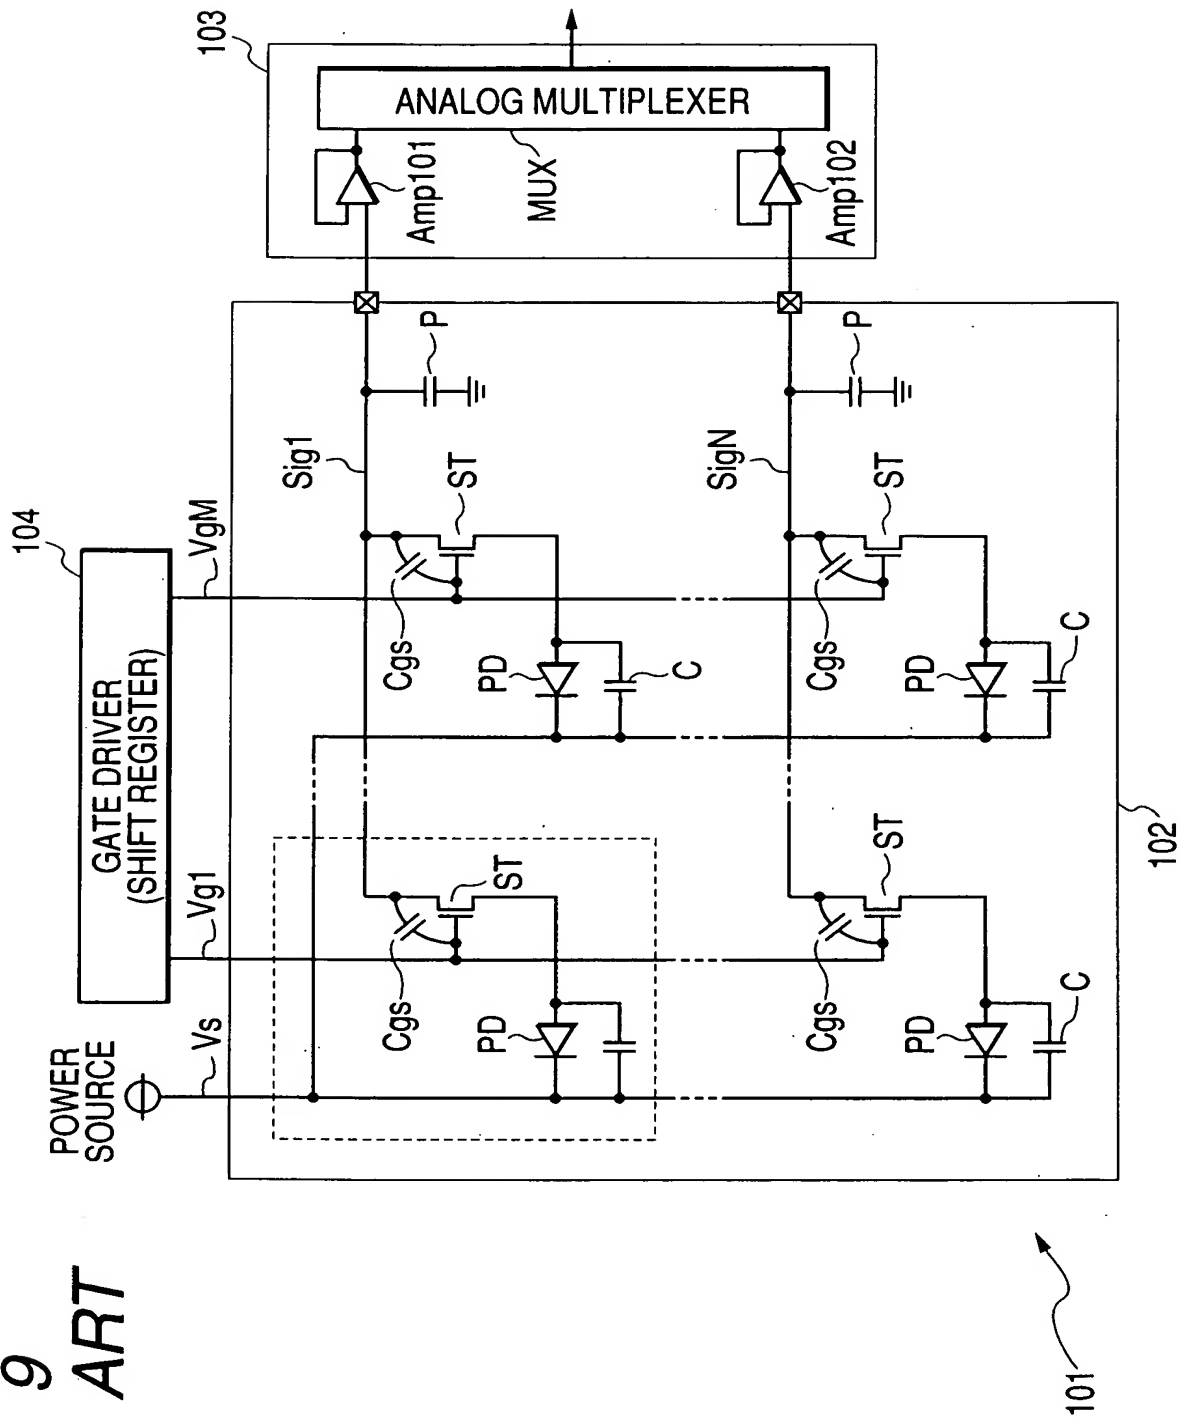 9
ART
101
POWER
SOURCE
Vs
Vg1
GATE DRIVER
(SHIFT REGISTER)
104
VgM
103
ANALOG MULTIPLEXER
MUX
Amp101
Amp102
Sig1
P
Cgs
ST
PD
Cgs
ST
PD
C
SigN
P
Cgs
ST
PD
C
Cgs
ST
PD
C
102